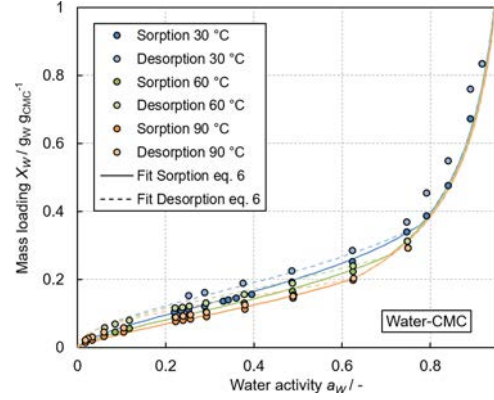 Mass loading X_W / g_W g_CMC^-1
1
0.8
0.6
0.4
0.2
0
Sorption 30 °C
Desorption 30 °C
Sorption 60 °C
Desorption 60 °C
Sorption 90 °C
Desorption 90 °C
Fit Sorption eq. 6
Fit Desorption eq. 6
Water-CMC
0 0.2 0.4 0.6 0.8
Water activity a_W / -